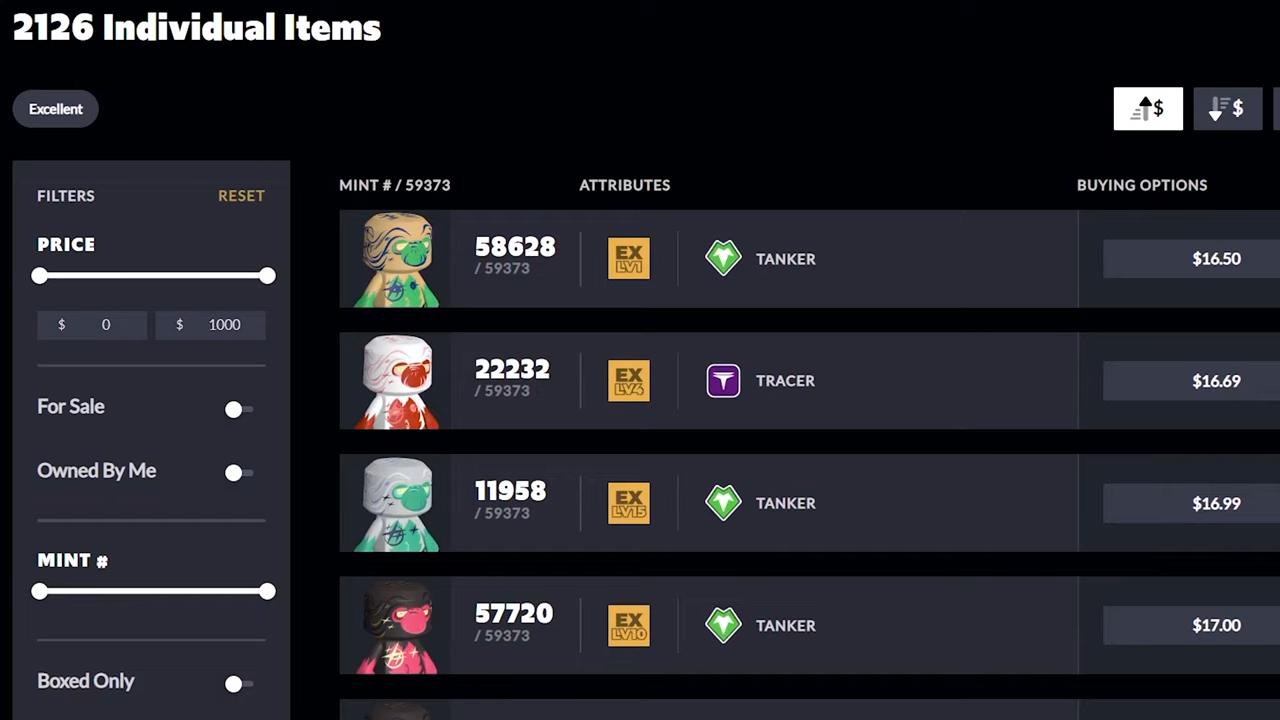 2126 Individual Items
Excellent
$ $
FILTERS RESET
PRICE
$ 0 $ 1000
For Sale
Owned By Me
MINT #
Boxed Only
MINT # / 59373 ATTRIBUTES BUYING OPTIONS
58628
/ 59373
EX
LV1
TANKER
$16.50
22232
/ 59373
EX
LV4
TRACER
$16.69
11958
/ 59373
EX
LV15
TANKER
$16.99
57720
/ 59373
EX
LV10
TANKER
$17.00